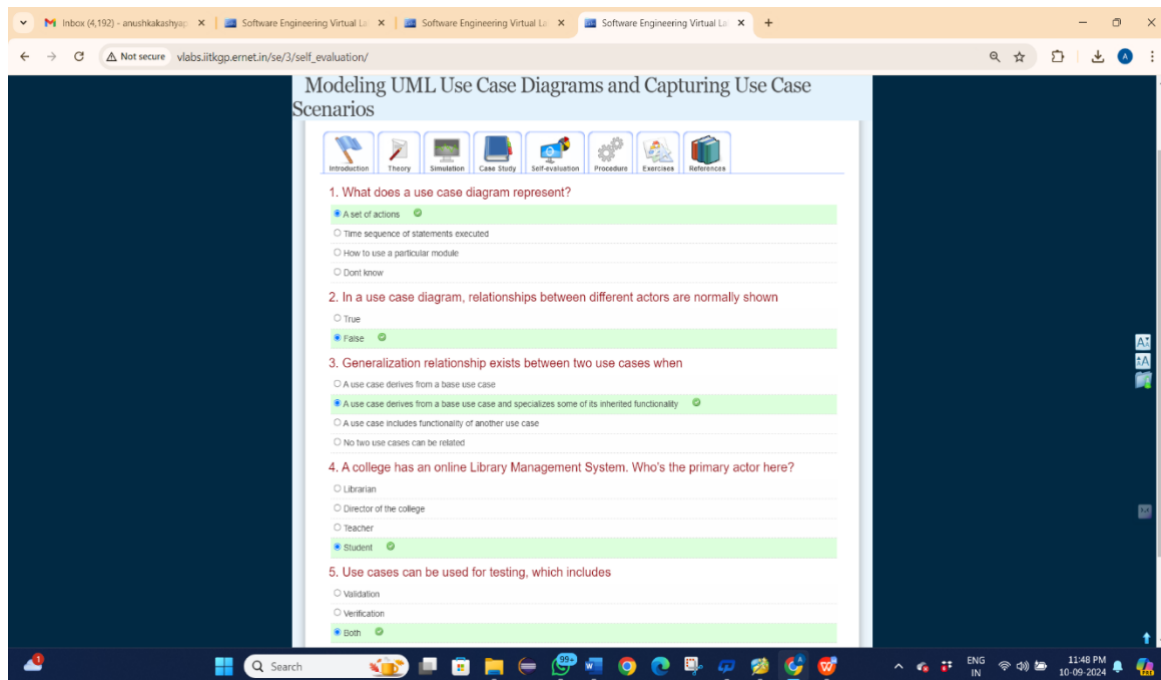 Inbox (4,192) - anushkakashyap
Software Engineering Virtual La
Software Engineering Virtual La
Software Engineering Virtual La
Not secure
vlabs.iitkgp.ernet.in/se/3/self_evaluation/
A
Modeling UML Use Case Diagrams and Capturing Use Case
Scenarios
Introduction
Theory
Simulation
Case Study
Self-evaluation
Procedure
Exercises
References
1. What does a use case diagram represent?
A set of actions
Time sequence of statements executed
How to use a particular module
Dont know
2. In a use case diagram, relationships between different actors are normally shown
True
False
3. Generalization relationship exists between two use cases when
A use case derives from a base use case
A use case derives from a base use case and specializes some of its inherited functionality
A use case includes functionality of another use case
No two use cases can be related
4. A college has an online Library Management System. Who's the primary actor here?
Librarian
Director of the college
Teacher
Student
5. Use cases can be used for testing, which includes
Validation
Verification
Both
1
Search
99+
ENG
IN
11:48 PM
10-09-2024